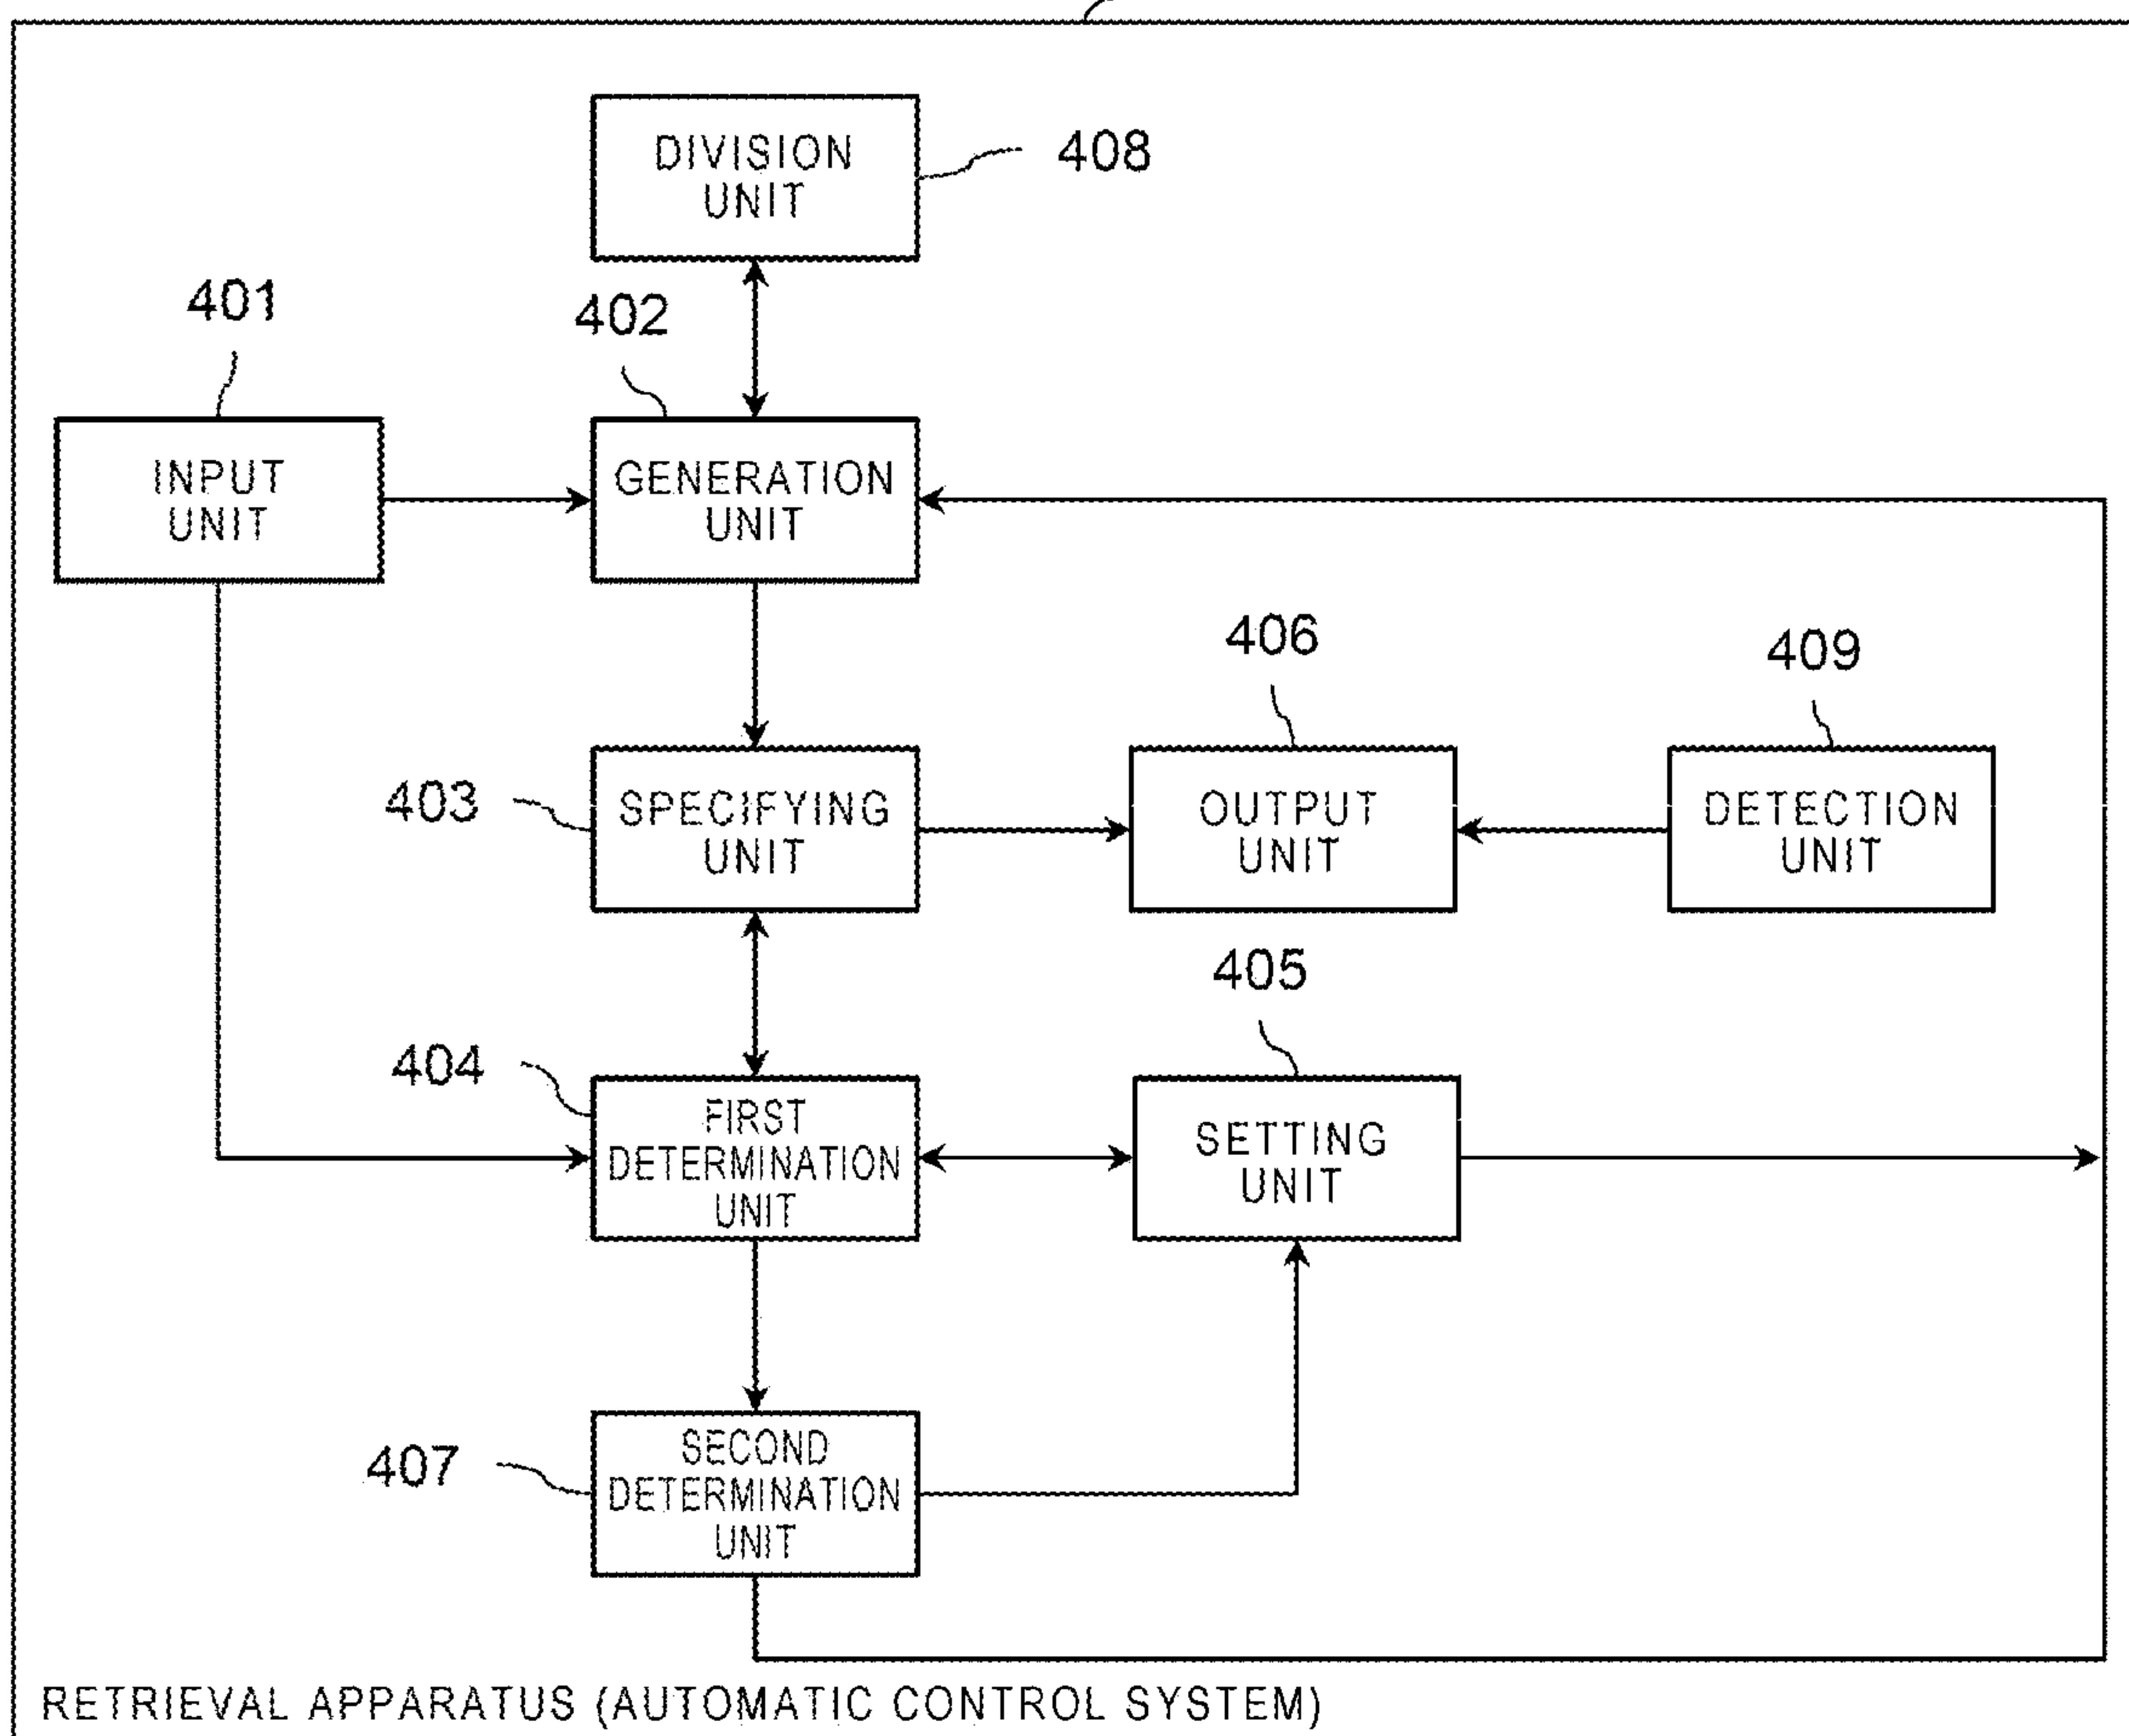 DIVISION
UNIT
408
401
402
INPUT
UNIT
GENERATION
UNIT
406
409
403
SPECIFYING
UNIT
OUTPUT
UNIT
DETECTION
UNIT
405
404
FIRST
DETERMINATION
UNIT
SETTING
UNIT
407
SECOND
DETERMINATION
UNIT
RETRIEVAL APPARATUS (AUTOMATIC CONTROL SYSTEM)